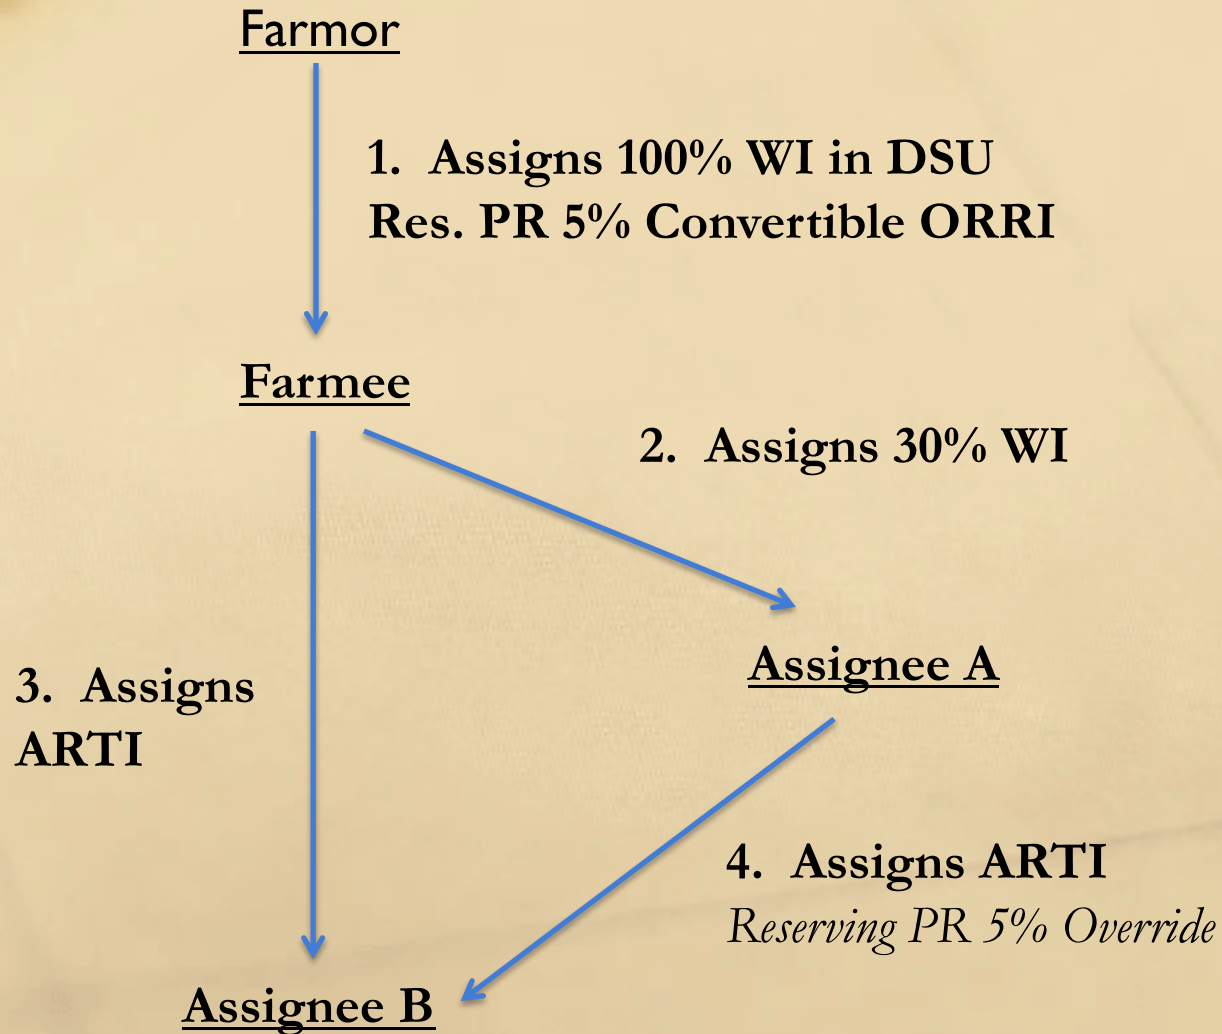 Farmor
1. Assigns 100% WI in DSU
Res. PR 5% Convertible ORRI
Farmee
2. Assigns 30% WI
Assignee A
3. Assigns
ARTI
4. Assigns ARTI
Reserving PR 5% Override
Assignee B